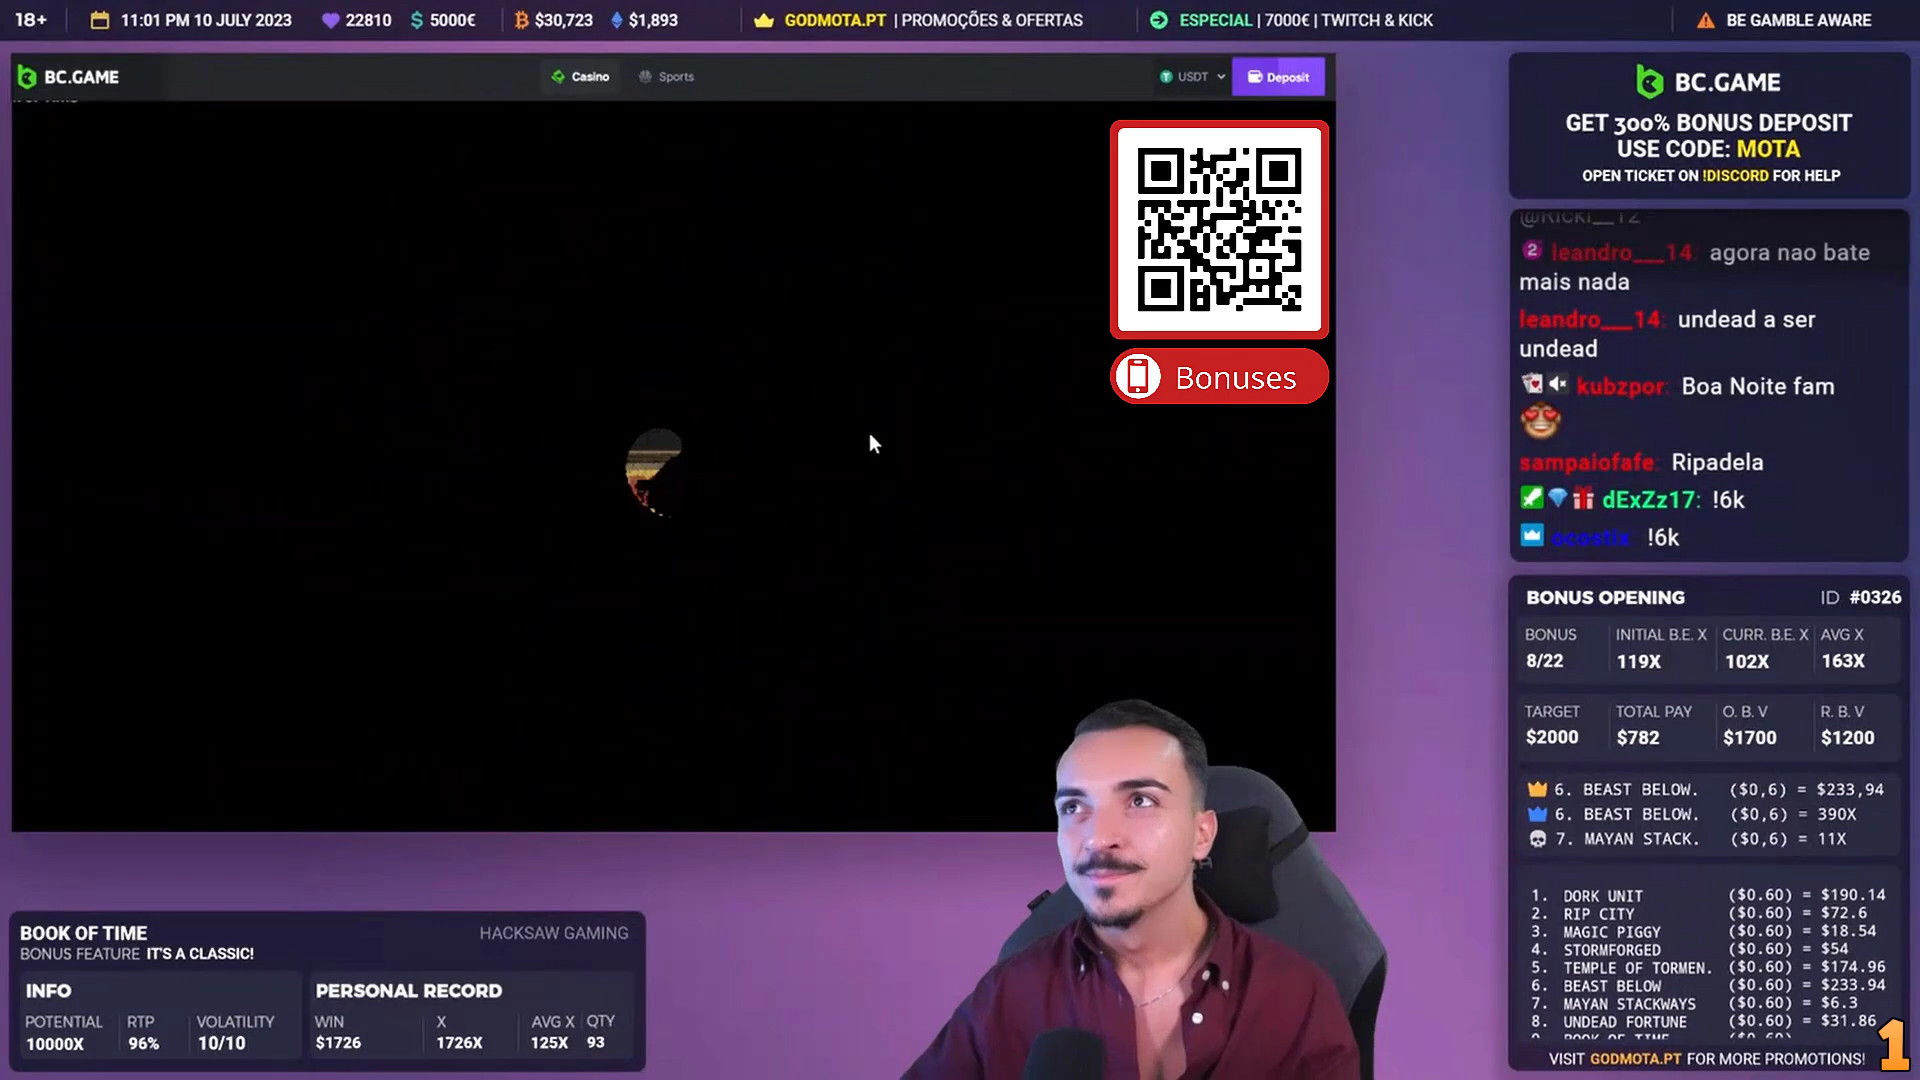 18+
11:01 PM 10 JULY 2023
22810
5000€
$30,723
$1,893
GODMOTA.PT | PROMOÇÕES & OFERTAS
ESPECIAL | 7000€ | TWITCH & KICK
BE GAMBLE AWARE
BC.GAME
Casino
Sports
USDT
Deposit
Bonuses
BC.GAME
GET 300% BONUS DEPOSIT
USE CODE: MOTA
OPEN TICKET ON !DISCORD FOR HELP
@Ricki__12
leandro___14: agora nao bate
mais nada
leandro___14: undead a ser
undead
kubzpor: Boa Noite fam
sampaiofafe: Ripadela
dExZz17: !6k
ocostix: !6k
BONUS OPENING
ID #0326
BONUS INITIAL B.E. X CURR. B.E. X AVG X
8/22 119X 102X 163X
TARGET TOTAL PAY O. B. V R. B. V
$2000 $782 $1700 $1200
6. BEAST BELOW. ($0,6) = $233,94
6. BEAST BELOW. ($0,6) = 390X
7. MAYAN STACK. ($0,6) = 11X
1. DORK UNIT ($0.60) = $190.14
2. RIP CITY ($0.60) = $72.6
3. MAGIC PIGGY ($0.60) = $18.54
4. STORMFORGED ($0.60) = $54
5. TEMPLE OF TORMEN. ($0.60) = $174.96
6. BEAST BELOW ($0.60) = $233.94
7. MAYAN STACKWAYS ($0.60) = $6.3
8. UNDEAD FORTUNE ($0.60) = $31.86
VISIT GODMOTA.PT FOR MORE PROMOTIONS!
1
BOOK OF TIME
HACKSAW GAMING
BONUS FEATURE IT'S A CLASSIC!
INFO
POTENTIAL RTP VOLATILITY
10000X 96% 10/10
PERSONAL RECORD
WIN X AVG X QTY
$1726 1726X 125X 93